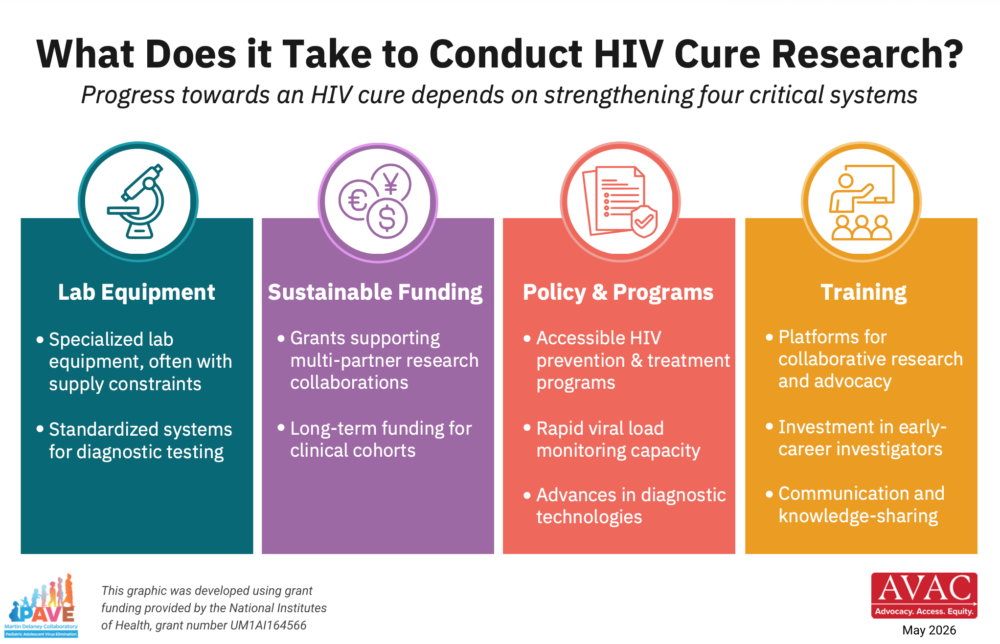 What Does it Take to Conduct HIV Cure Research?
Progress towards an HIV cure depends on strengthening four critical systems
Lab Equipment
• Specialized lab
equipment, often with
supply constraints
• Standardized systems
for diagnostic testing
Sustainable Funding
• Grants supporting
multi-partner research
collaborations
• Long-term funding for
clinical cohorts
Policy & Programs
• Accessible HIV
prevention & treatment
programs
• Rapid viral load
monitoring capacity
• Advances in diagnostic
technologies
Training
• Platforms for
collaborative research
and advocacy
• Investment in early-
career investigators
• Communication and
knowledge-sharing
PAVE
Martin Delaney Collaboratory
Pediatric Adolescent Virus Elimination
This graphic was developed using grant
funding provided by the National Institutes
of Health, grant number UM1AI164566
AVAC
Advocacy. Access. Equity.
May 2026